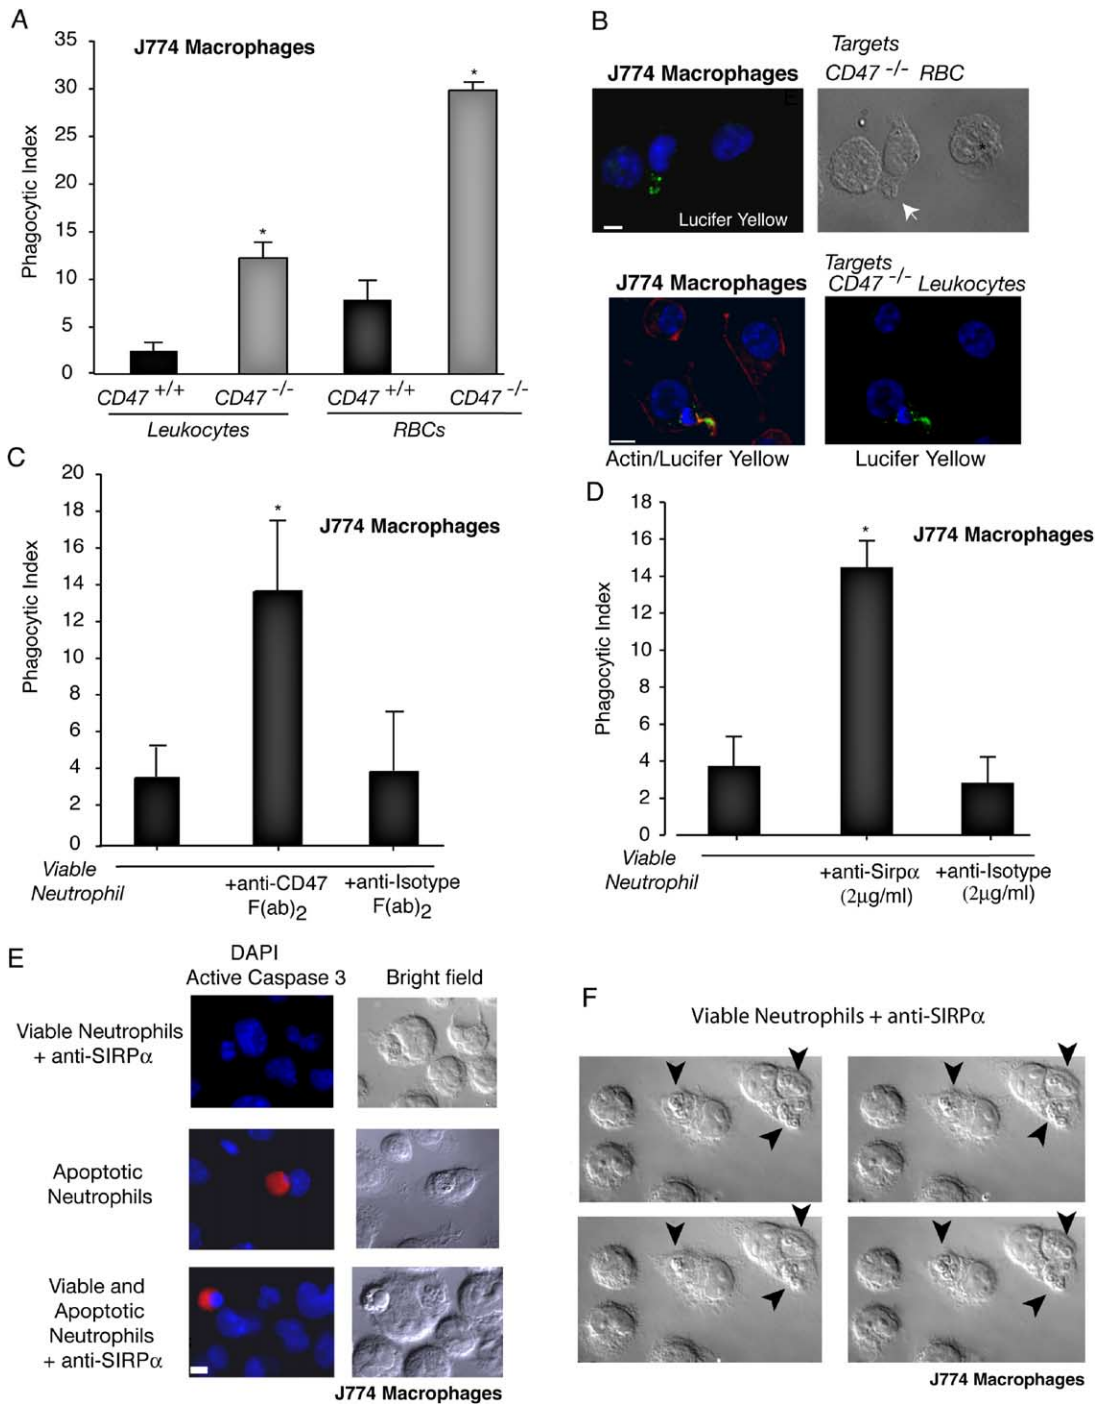 A
J774 Macrophages
Phagocytic Index
35
30
25
20
15
10
5
0
*
*
CD47 +/+
CD47 -/-
CD47 +/+
CD47 -/-
Leukocytes
RBCs
B
Targets
J774 Macrophages
CD47 -/- RBC
Lucifer Yellow
*
Targets
J774 Macrophages
CD47 -/- Leukocytes
Actin/Lucifer Yellow
Lucifer Yellow
C
J774 Macrophages
Phagocytic Index
20
18
16
14
12
10
8
6
4
2
0
*
Viable
Neutrophil
+anti-CD47
F(ab)2
+anti-Isotype
F(ab)2
D
J774 Macrophages
Phagocytic Index
18
16
14
12
10
8
6
4
2
0
*
Viable
Neutrophil
+anti-Sirpα
(2μg/ml)
+anti-Isotype
(2μg/ml)
E
DAPI
Active Caspase 3
Bright field
Viable Neutrophils
+ anti-SIRPα
Apoptotic
Neutrophils
Viable and
Apoptotic
Neutrophils
+ anti-SIRPα
J774 Macrophages
F
Viable Neutrophils + anti-SIRPα
J774 Macrophages